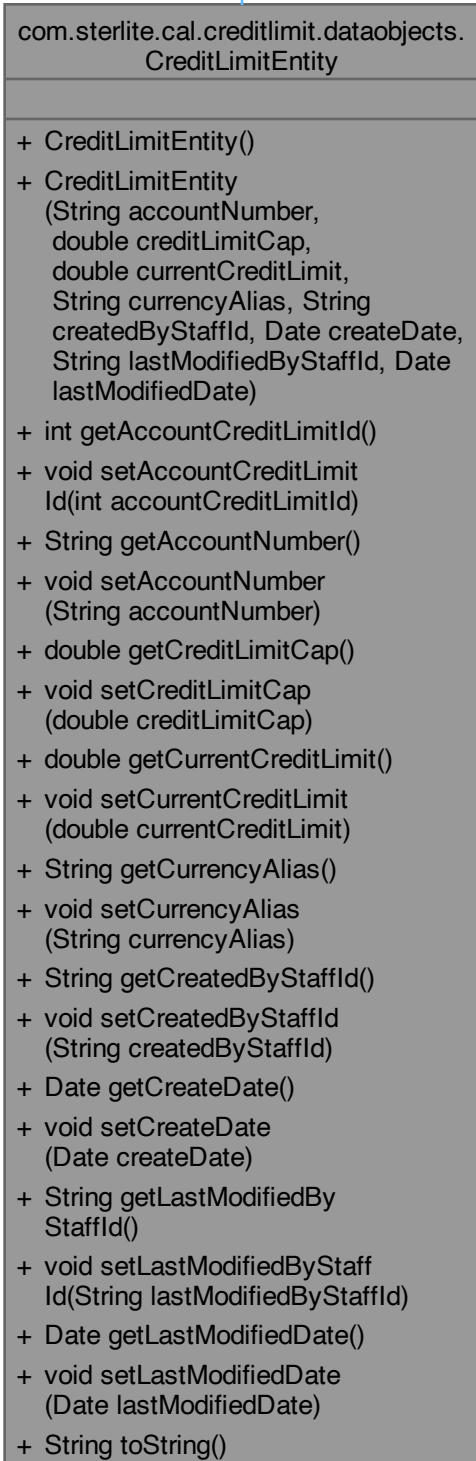 com.sterlite.cal.creditlimit.dataobjects.
CreditLimitEntity
+ CreditLimitEntity()
+ CreditLimitEntity
(String accountNumber,
double creditLimitCap,
double currentCreditLimit,
String currencyAlias, String
createdByStaffId, Date createDate,
String lastModifiedByStaffId, Date
lastModifiedDate)
+ int getAccountCreditLimitId()
+ void setAccountCreditLimit
Id(int accountCreditLimitId)
+ String getAccountNumber()
+ void setAccountNumber
(String accountNumber)
+ double getCreditLimitCap()
+ void setCreditLimitCap
(double creditLimitCap)
+ double getCurrentCreditLimit()
+ void setCurrentCreditLimit
(double currentCreditLimit)
+ String getCurrencyAlias()
+ void setCurrencyAlias
(String currencyAlias)
+ String getCreatedByStaffId()
+ void setCreatedByStaffId
(String createdByStaffId)
+ Date getCreateDate()
+ void setCreateDate
(Date createDate)
+ String getLastModifiedBy
StaffId()
+ void setLastModifiedByStaff
Id(String lastModifiedByStaffId)
+ Date getLastModifiedDate()
+ void setLastModifiedDate
(Date lastModifiedDate)
+ String toString()